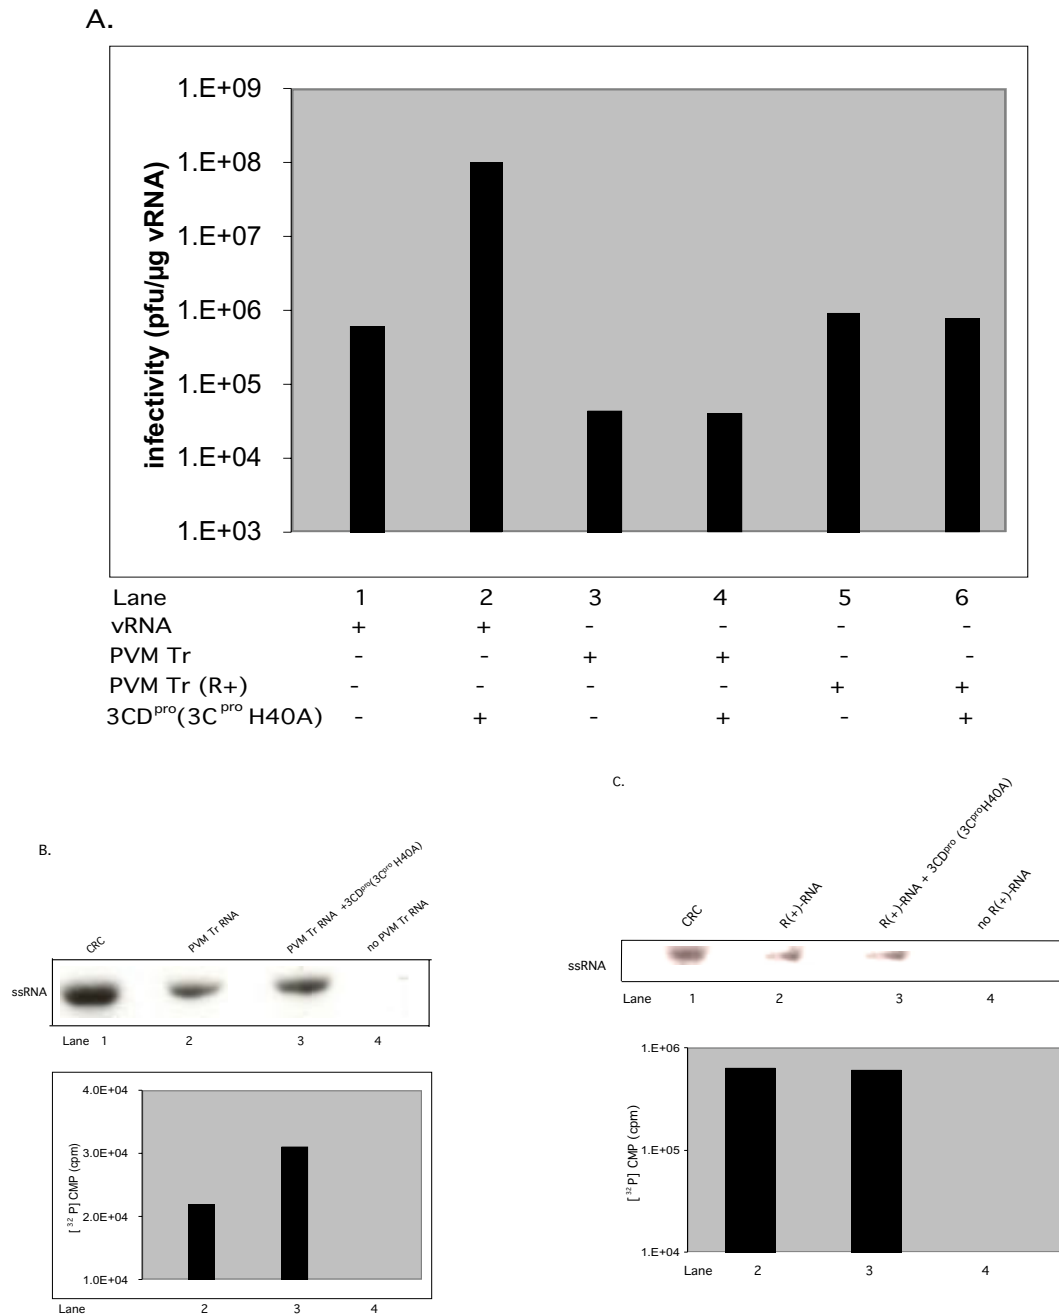 A.
infectivity (pfu/µg vRNA)
1.E+09
1.E+08
1.E+07
1.E+06
1.E+05
1.E+04
1.E+03
Lane 1 2 3 4 5 6
vRNA + + - - - -
PVM Tr - - + + - -
PVM Tr (R+) - - - - + +
3CDpro(3Cpro H40A) - + - + - +
B.
CRC
PVM Tr RNA
PVM Tr RNA +3CDpro(3Cpro H40A)
no PVM Tr RNA
ssRNA
Lane 1 2 3 4
[32P] CMP (cpm)
4.0E+04
3.0E+04
2.0E+04
1.0E+04
Lane 2 3 4
C.
CRC
R(+)-RNA
R(+)-RNA + 3CDpro (3CproH40A)
no R(+)-RNA
ssRNA
Lane 1 2 3 4
[32P] CMP (cpm)
1.E+06
1.E+05
1.E+04
Lane 2 3 4